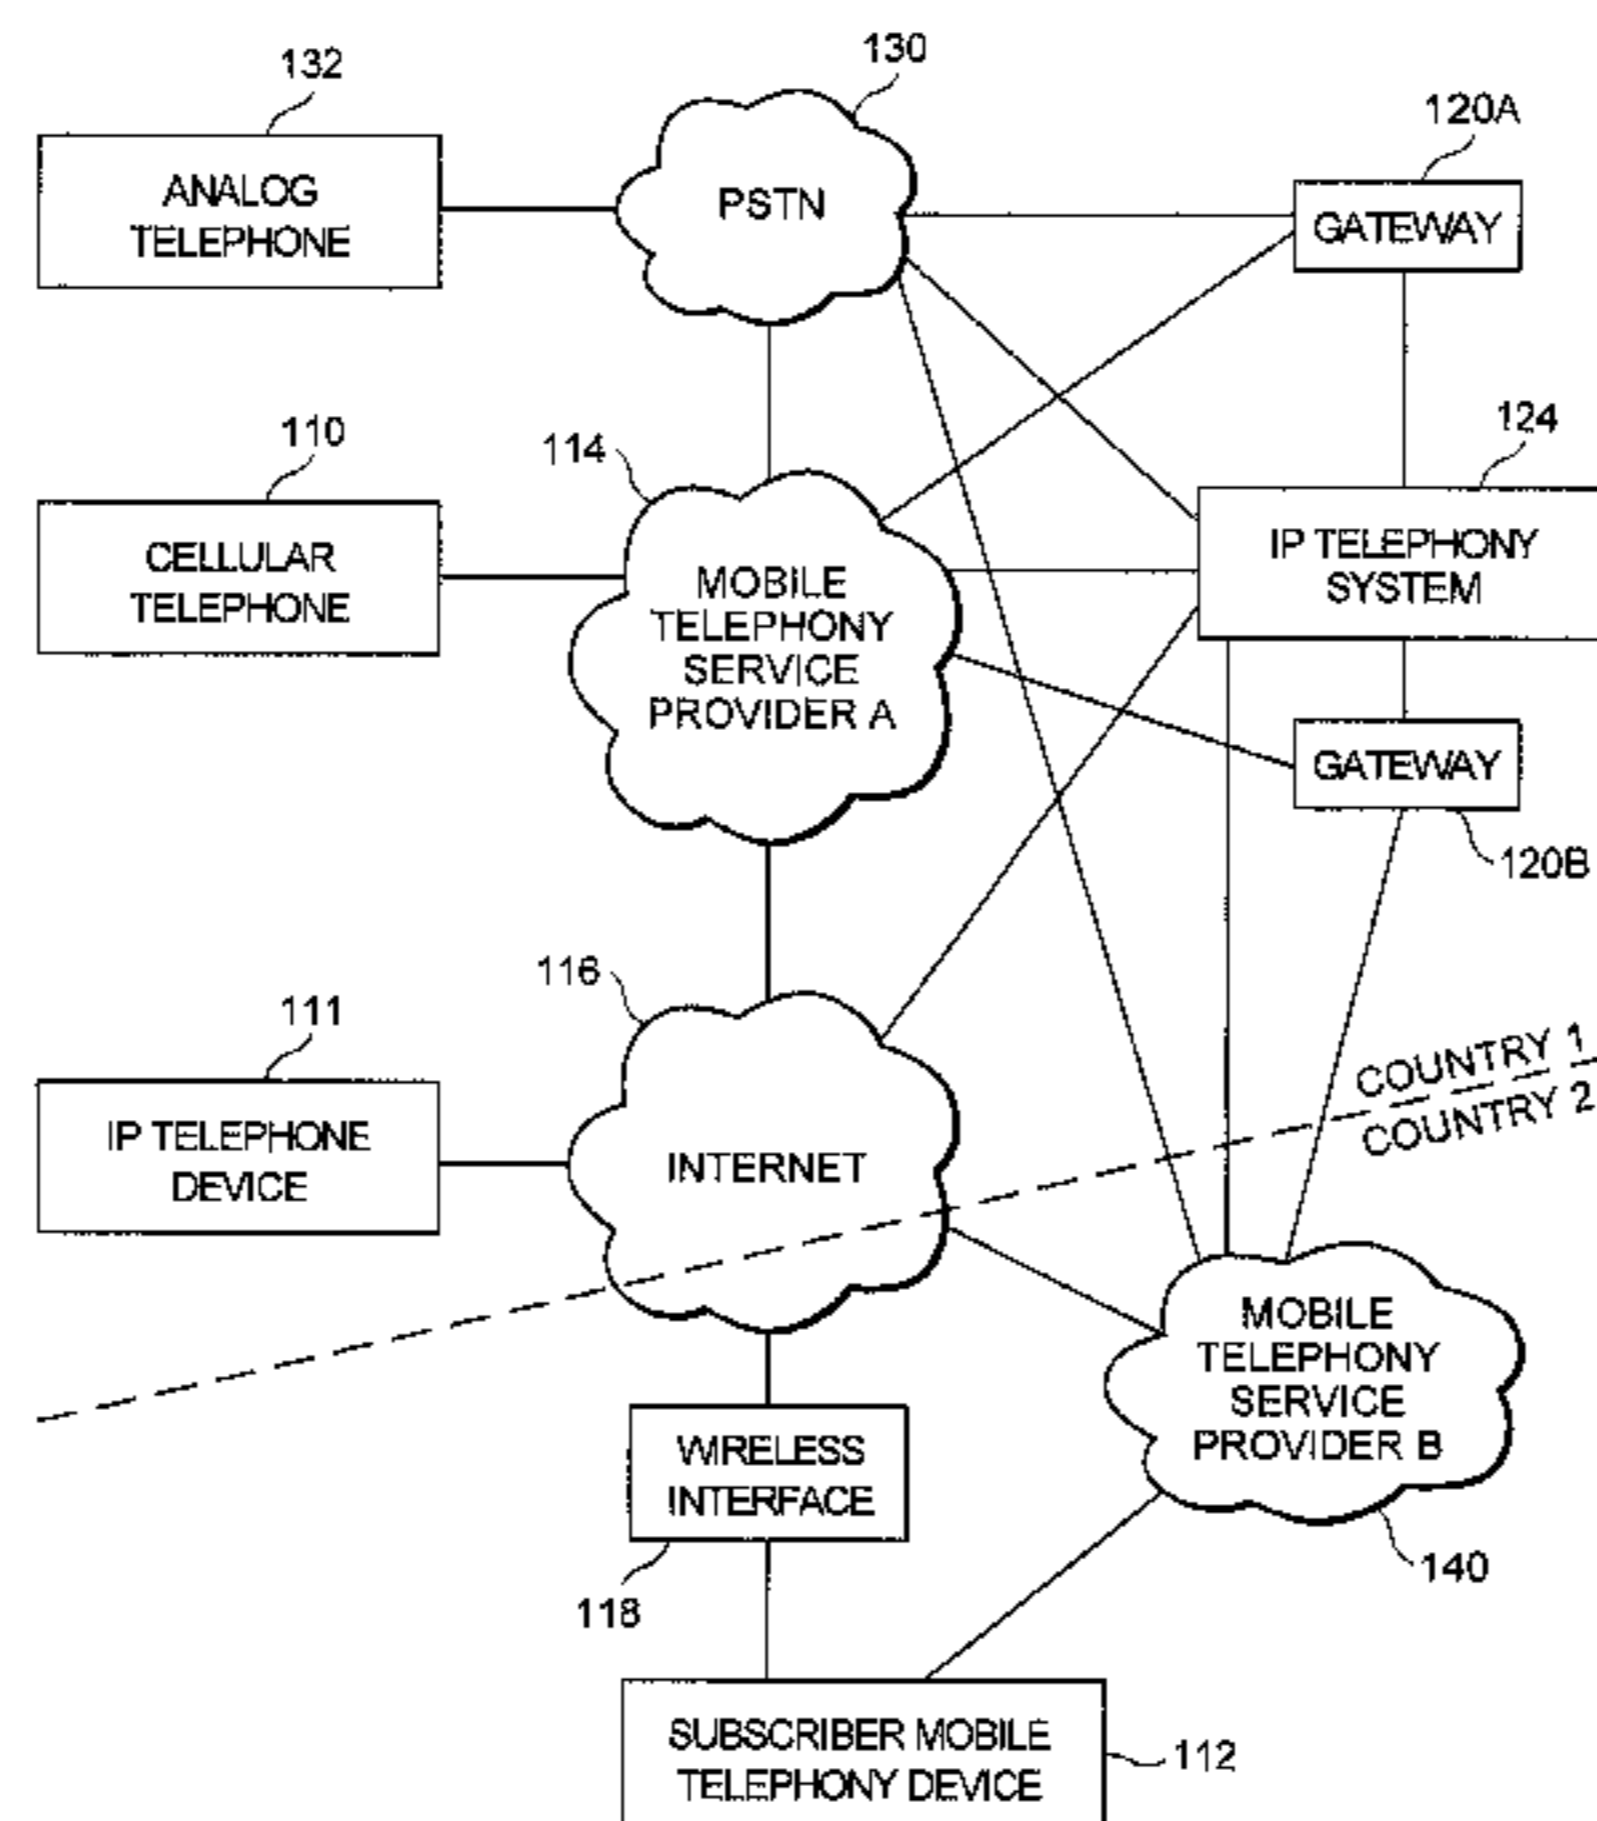 132
130
120A
ANALOG
TELEPHONE
PSTN
GATEWAY
110
114
124
CELLULAR
TELEPHONE
MOBILE
TELEPHONY
SERVICE
PROVIDER A
IP TELEPHONY
SYSTEM
GATEWAY
120B
116
111
IP TELEPHONE
DEVICE
INTERNET
COUNTRY 1
COUNTRY 2
MOBILE
TELEPHONY
SERVICE
PROVIDER B
140
WIRELESS
INTERFACE
118
SUBSCRIBER MOBILE
TELEPHONY DEVICE
112